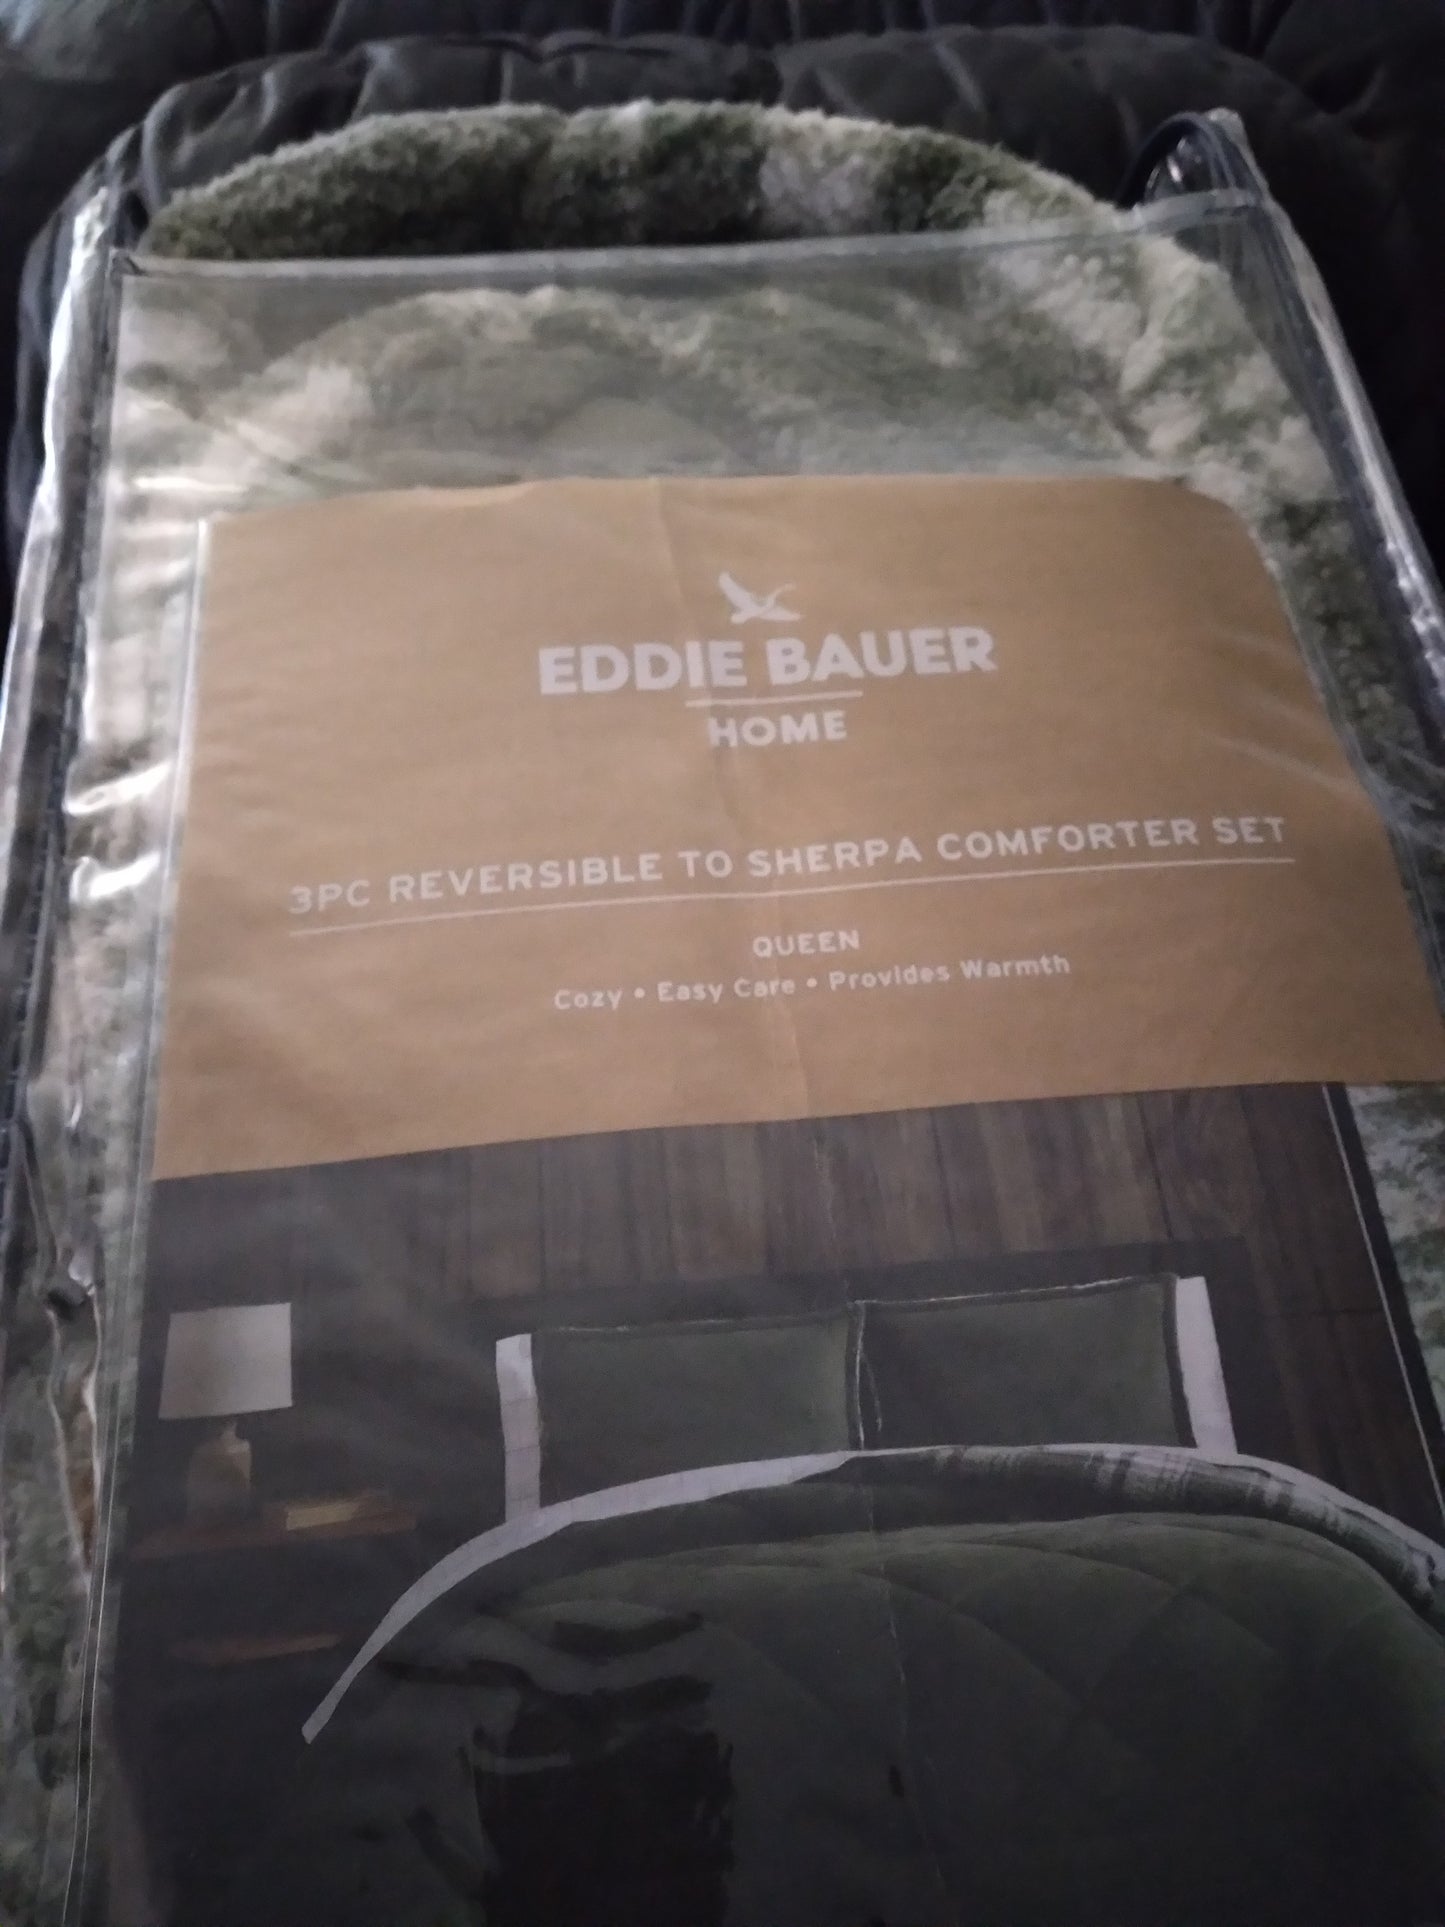 EDDIE BAUER
HOME
3PC REVERSIBLE TO SHERPA COMFORTER SET
QUEEN
Cozy • Easy Care • Provides Warmth